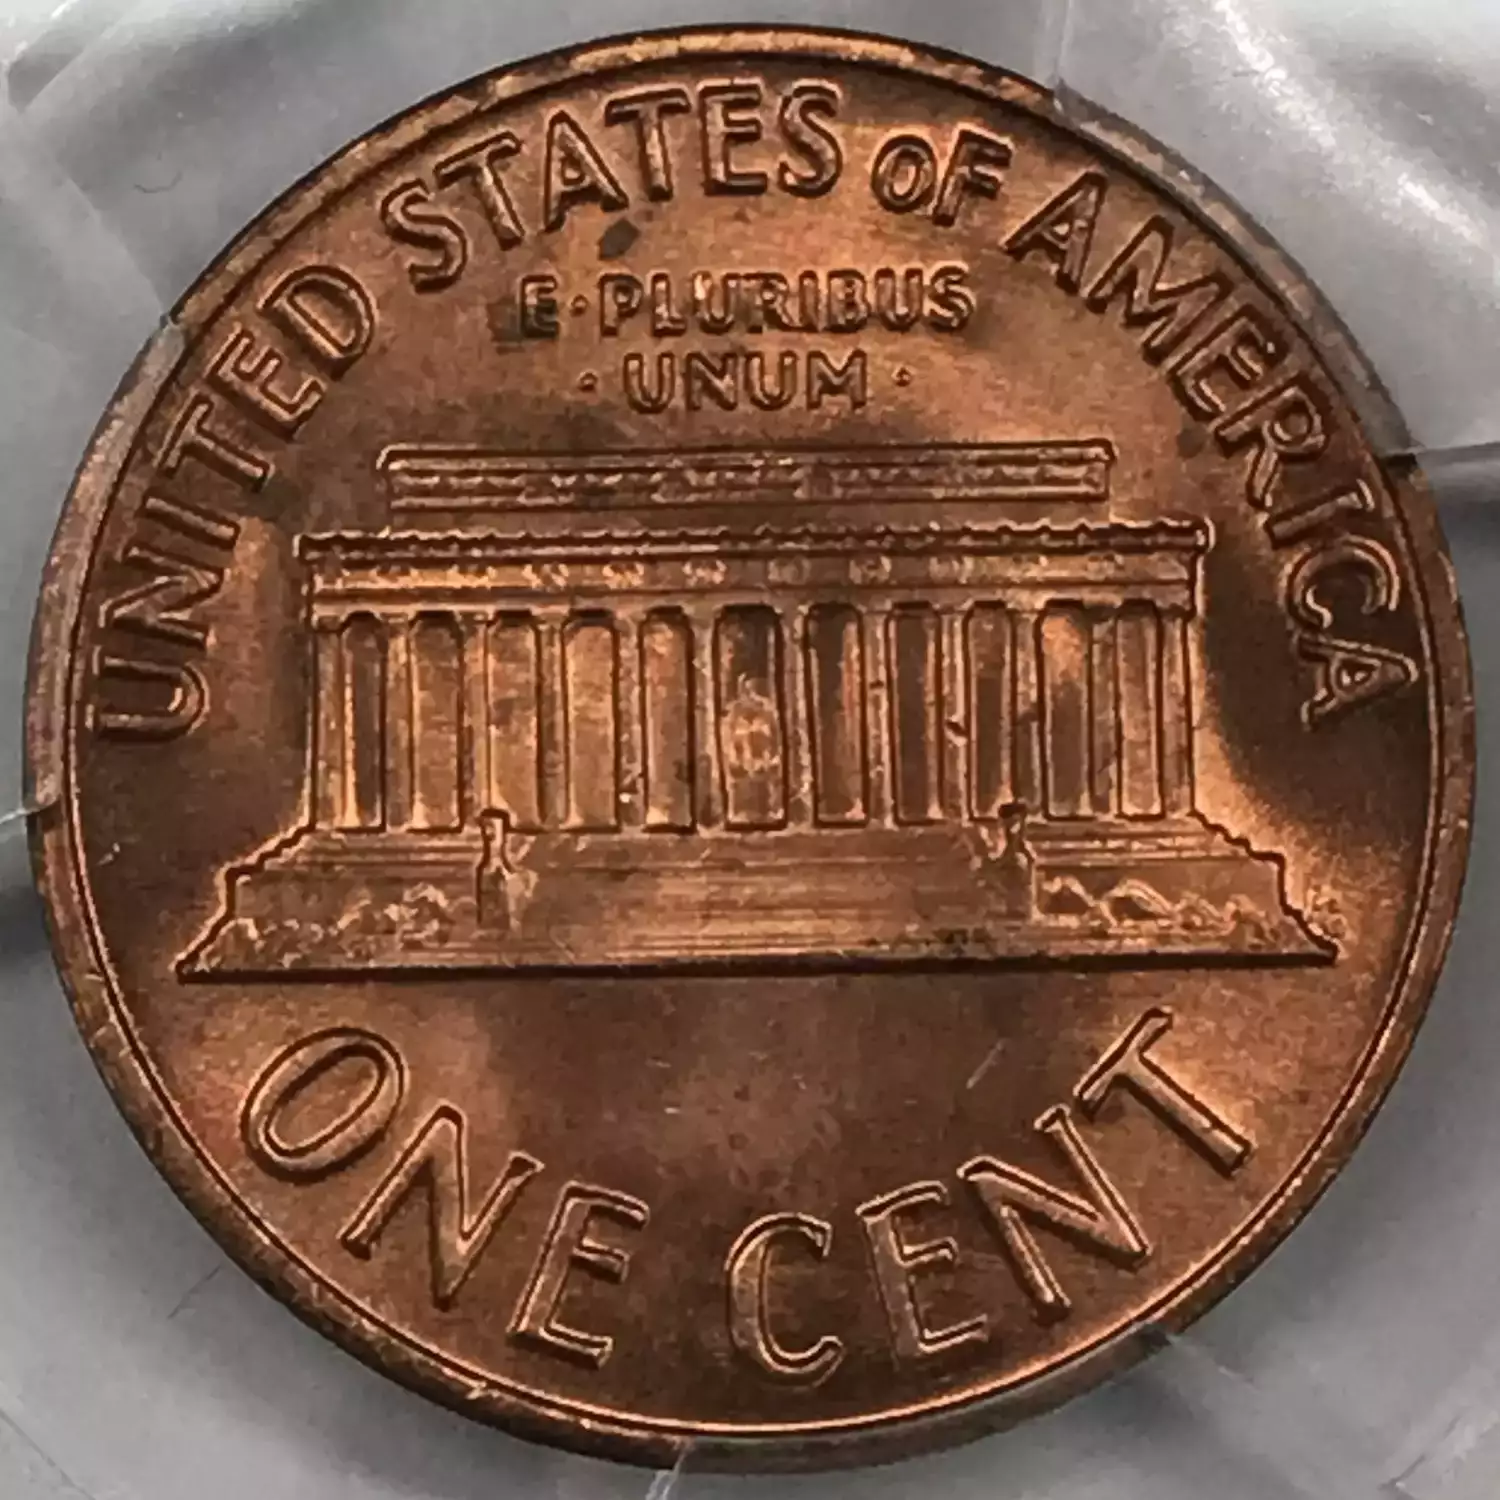 UNITED STATES OF AMERICA
E·PLURIBUS
·UNUM·
ONE CENT